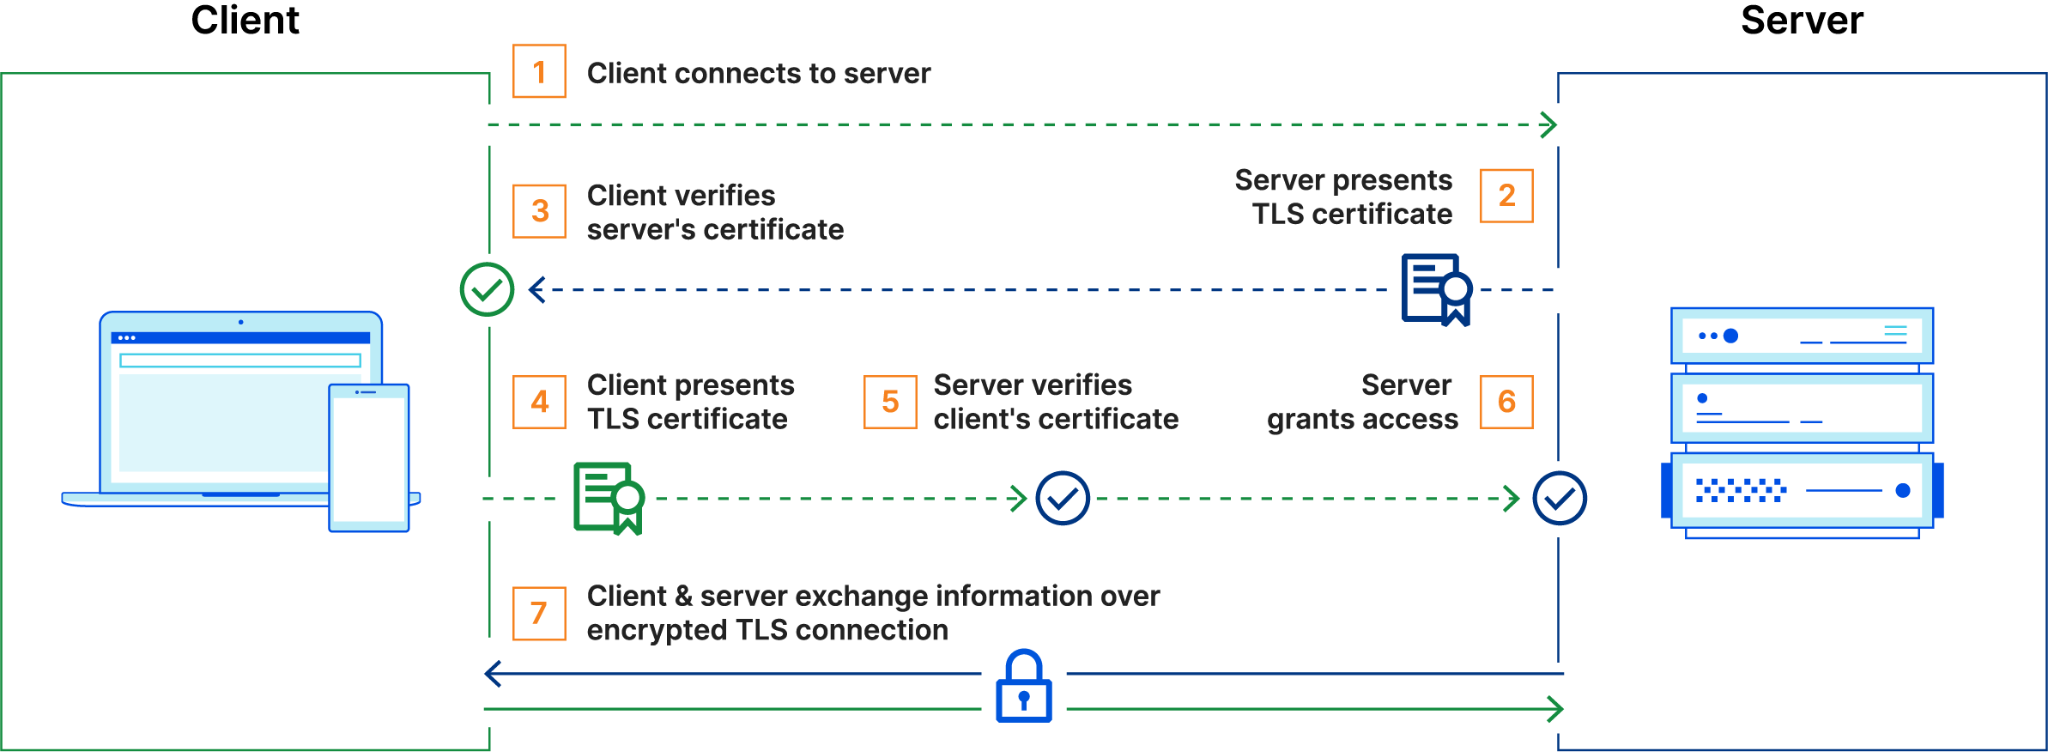 Client
Server
1
Client connects to server
Server presents
TLS certificate
2
3
Client verifies
server's certificate
4
Client presents
TLS certificate
5
Server verifies
client's certificate
Server
grants access
6
7
Client & server exchange information over
encrypted TLS connection